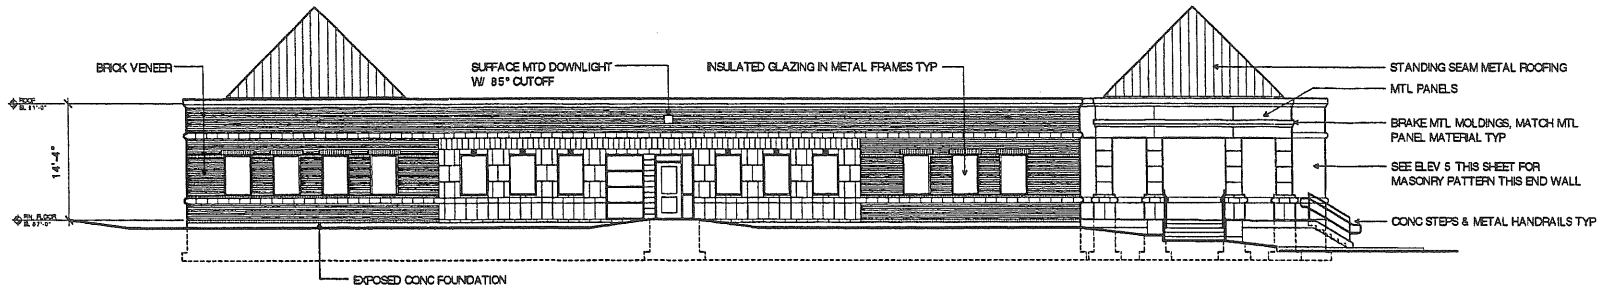 BRICK VENEER
SURFACE MTD DOWNLIGHT
W/ 85° CUTOFF
INSULATED GLAZING IN METAL FRAMES TYP
STANDING SEAM METAL ROOFING
MTL PANELS
BRAKE MTL MOLDINGS, MATCH MTL
PANEL MATERIAL TYP
SEE ELEV 5 THIS SHEET FOR
MASONRY PATTERN THIS END WALL
CONC STEPS & METAL HANDRAILS TYP
ROOF
14'-4"
FIN. FLOOR
EXPOSED CONC FOUNDATION